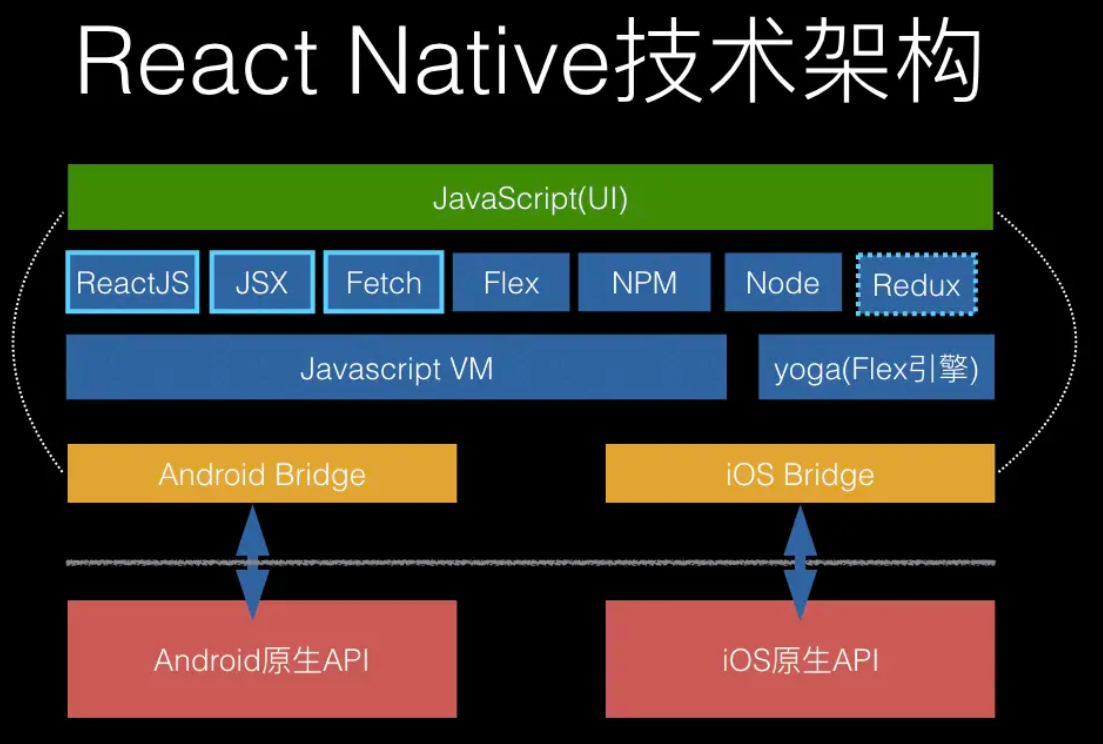 React Native技术架构
JavaScript(UI)
ReactJS JSX Fetch Flex NPM Node Redux
Javascript VM yoga(Flex引擎)
Android Bridge iOS Bridge
Android原生API iOS原生API